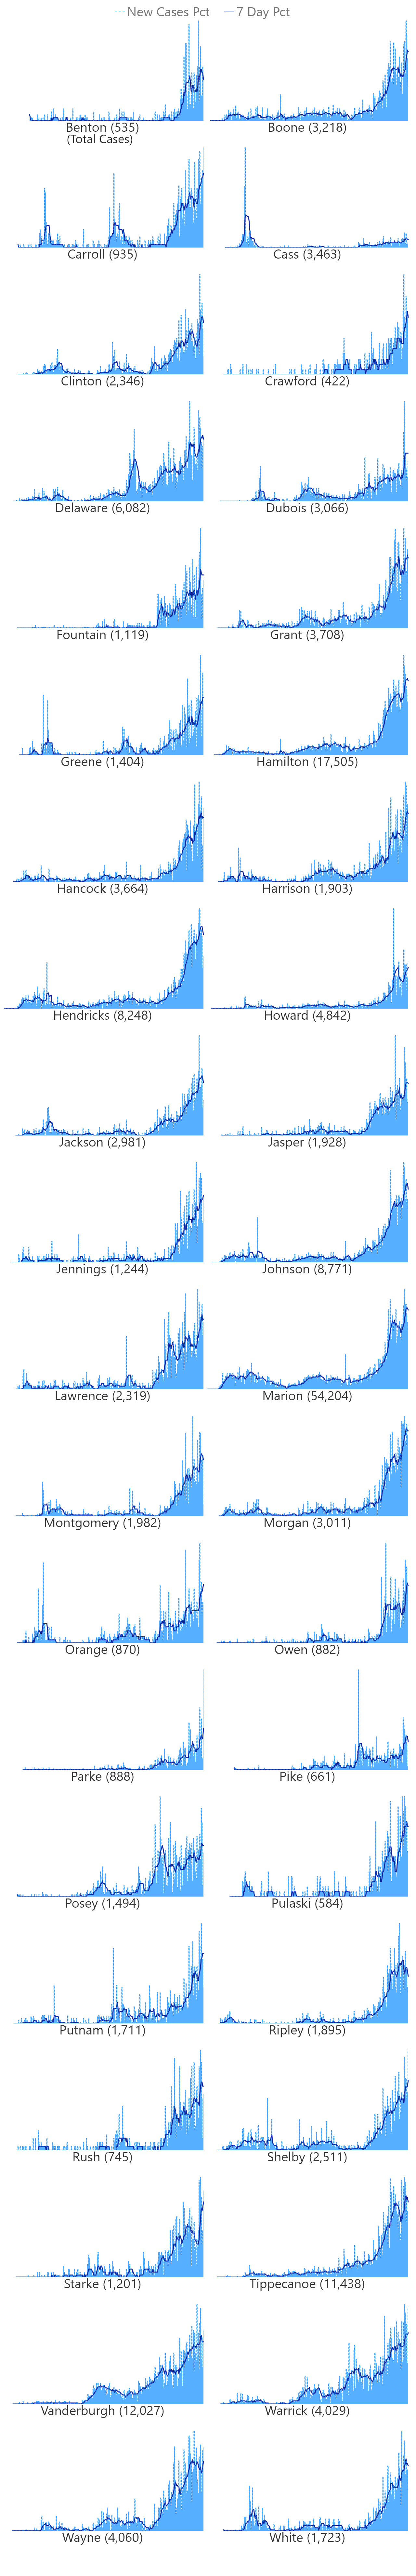 New Cases Pct 7 Day Pct
Benton (535) Boone (3,218)
(Total Cases)
Carroll (935) Cass (3,463)
Clinton (2,346) Crawford (422)
Delaware (6,082) Dubois (3,066)
Fountain (1,119) Grant (3,708)
Greene (1,404) Hamilton (17,505)
Hancock (3,664) Harrison (1,903)
Hendricks (8,248) Howard (4,842)
Jackson (2,981) Jasper (1,928)
Jennings (1,244) Johnson (8,771)
Lawrence (2,319) Marion (54,204)
Montgomery (1,982) Morgan (3,011)
Orange (870) Owen (882)
Parke (888) Pike (661)
Posey (1,494) Pulaski (584)
Putnam (1,711) Ripley (1,895)
Rush (745) Shelby (2,511)
Starke (1,201) Tippecanoe (11,438)
Vanderburgh (12,027) Warrick (4,029)
Wayne (4,060) White (1,723)